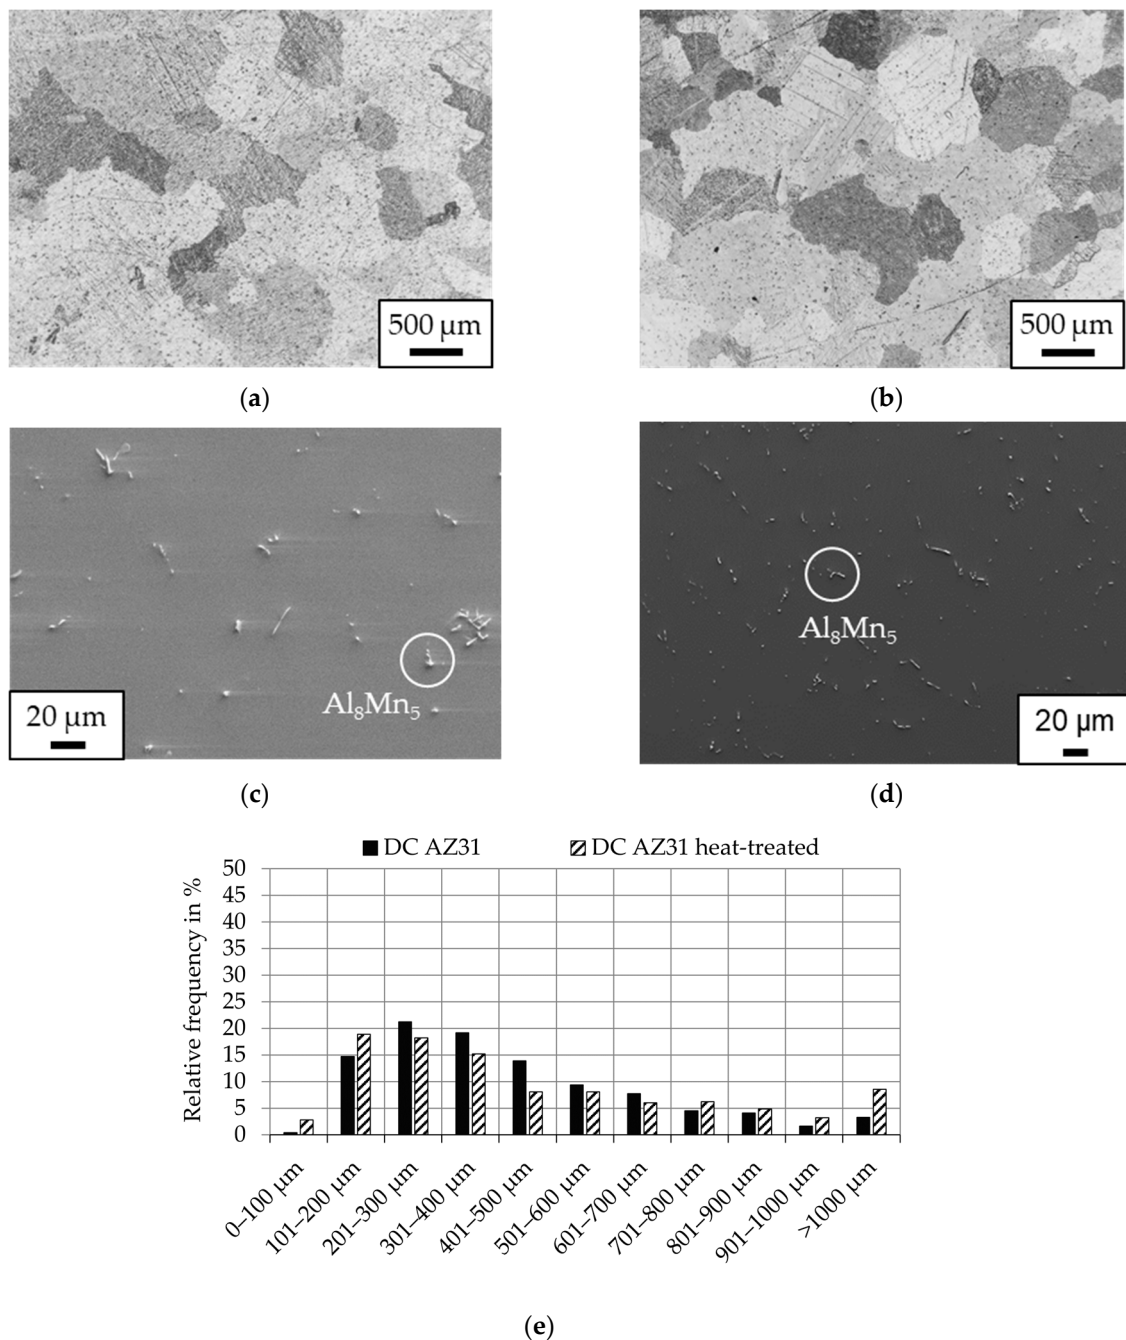 500 µm
500 µm
(a)
(b)
Al₈Mn₅
20 µm
Al₈Mn₅
20 µm
(c)
(d)
DC AZ31
DC AZ31 heat-treated
Relative frequency in %
50
45
40
35
30
25
20
15
10
5
0
0–100 µm
101–200 µm
201–300 µm
301–400 µm
401–500 µm
501–600 µm
601–700 µm
701–800 µm
801–900 µm
901–1000 µm
>1000 µm
(e)